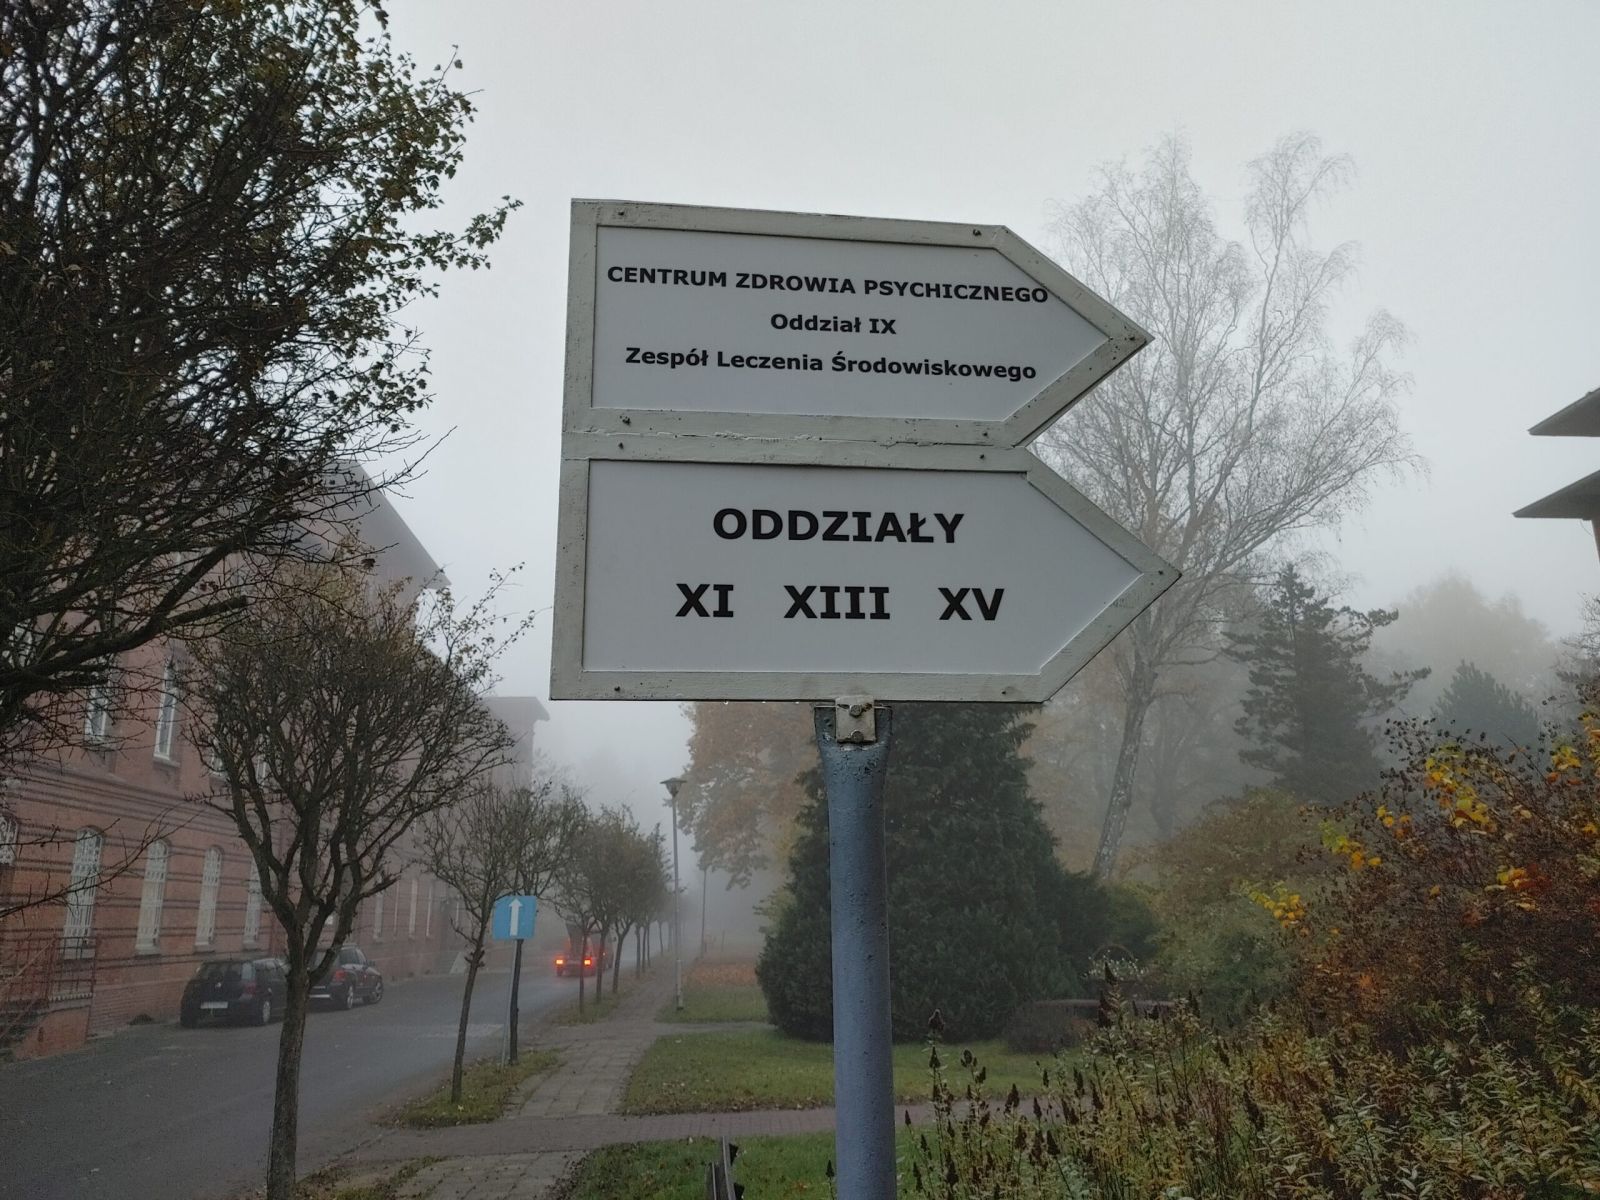 CENTRUM ZDROWIA PSYCHICZNEGO
Oddział IX
Zespół Leczenia Środowiskowego
ODDZIAŁY
XI XIII XV